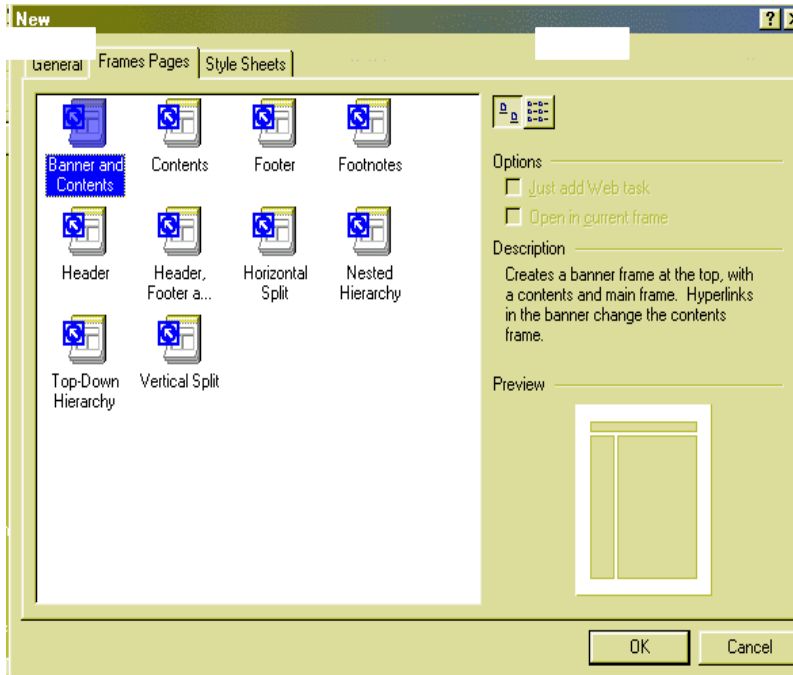 New
General Frames Pages Style Sheets
Banner and Contents
Contents
Footer
Footnotes
Header
Header, Footer a...
Horizontal Split
Nested Hierarchy
Top-Down Hierarchy
Vertical Split
Options
Just add Web task
Open in current frame
Description
Creates a banner frame at the top, with
a contents and main frame. Hyperlinks
in the banner change the contents
frame.
Preview
OK Cancel